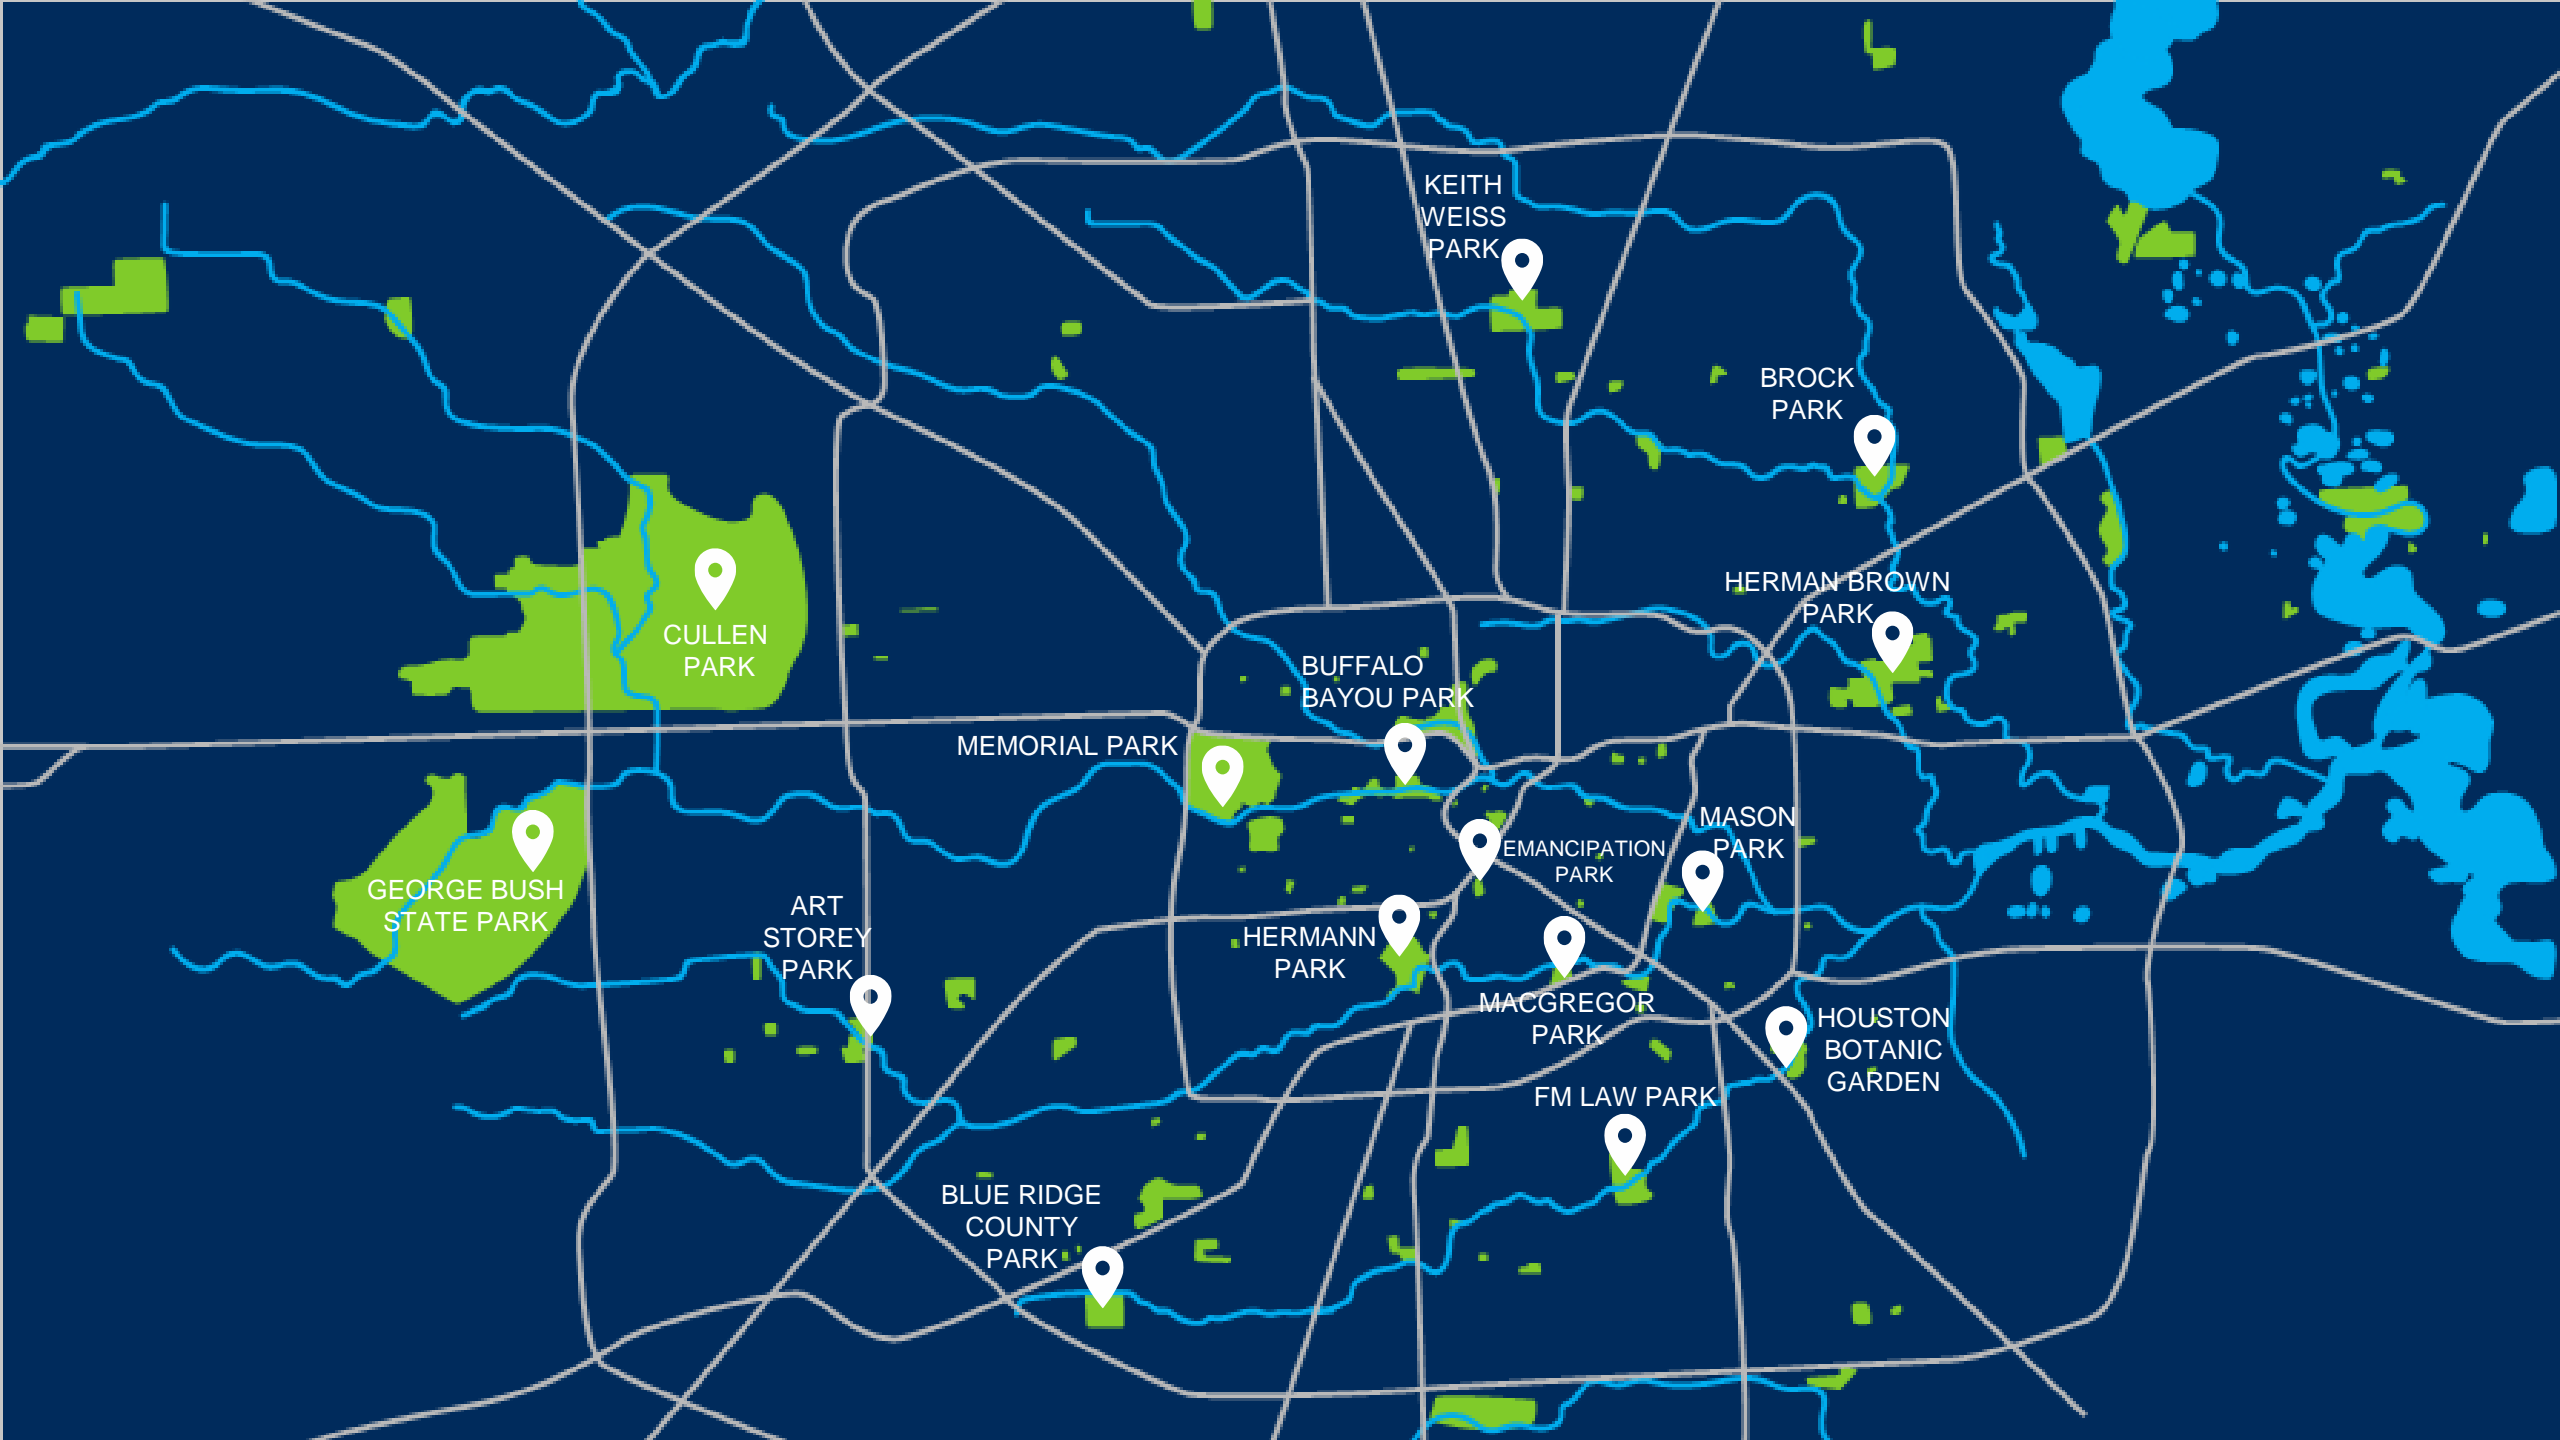 KEITH
WEISS
PARK
BROCK
PARK
HERMAN BROWN
PARK
CULLEN
PARK
BUFFALO
BAYOU PARK
MEMORIAL PARK
MASON
PARK
EMANCIPATION
PARK
GEORGE BUSH
STATE PARK
ART
STOREY
PARK
HERMANN
PARK
MACGREGOR
PARK
HOUSTON
BOTANIC
GARDEN
FM LAW PARK
BLUE RIDGE
COUNTY
PARK